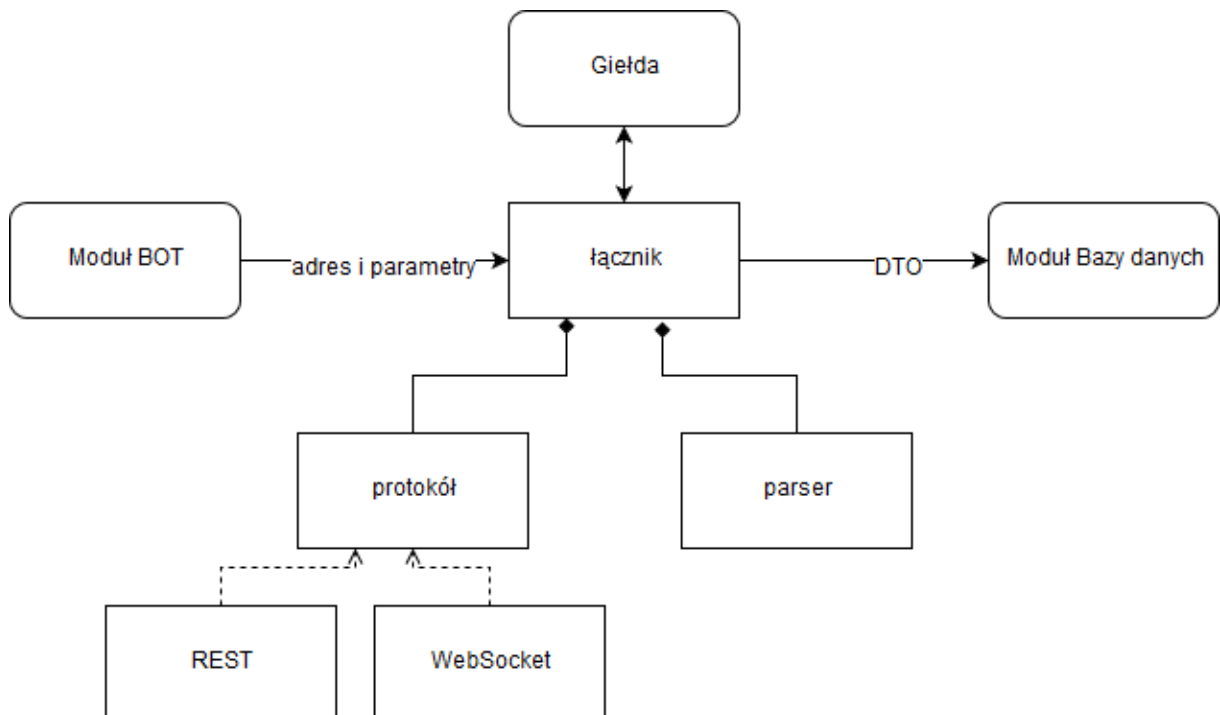 Giełda
Moduł BOT
adres i parametry
łącznik
DTO
Moduł Bazy danych
protokół
parser
REST
WebSocket